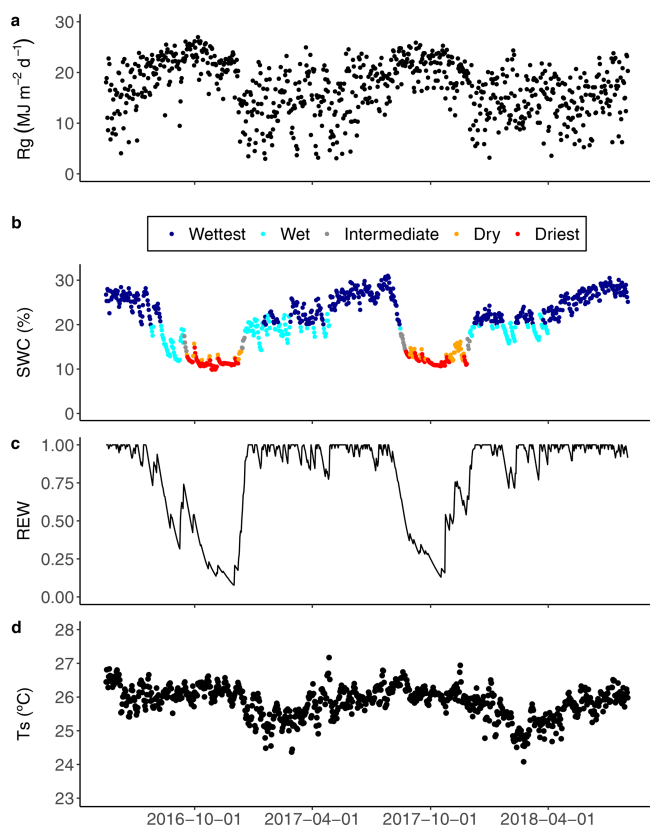 a
Rg (MJ m⁻² d⁻¹)
30
20
10
0
b
Wettest Wet Intermediate Dry Driest
SWC (%)
30
20
10
0
c
REW
1.00
0.75
0.50
0.25
0.00
d
Ts (°C)
28
27
26
25
24
23
2016−10−01 2017−04−01 2017−10−01 2018−04−01